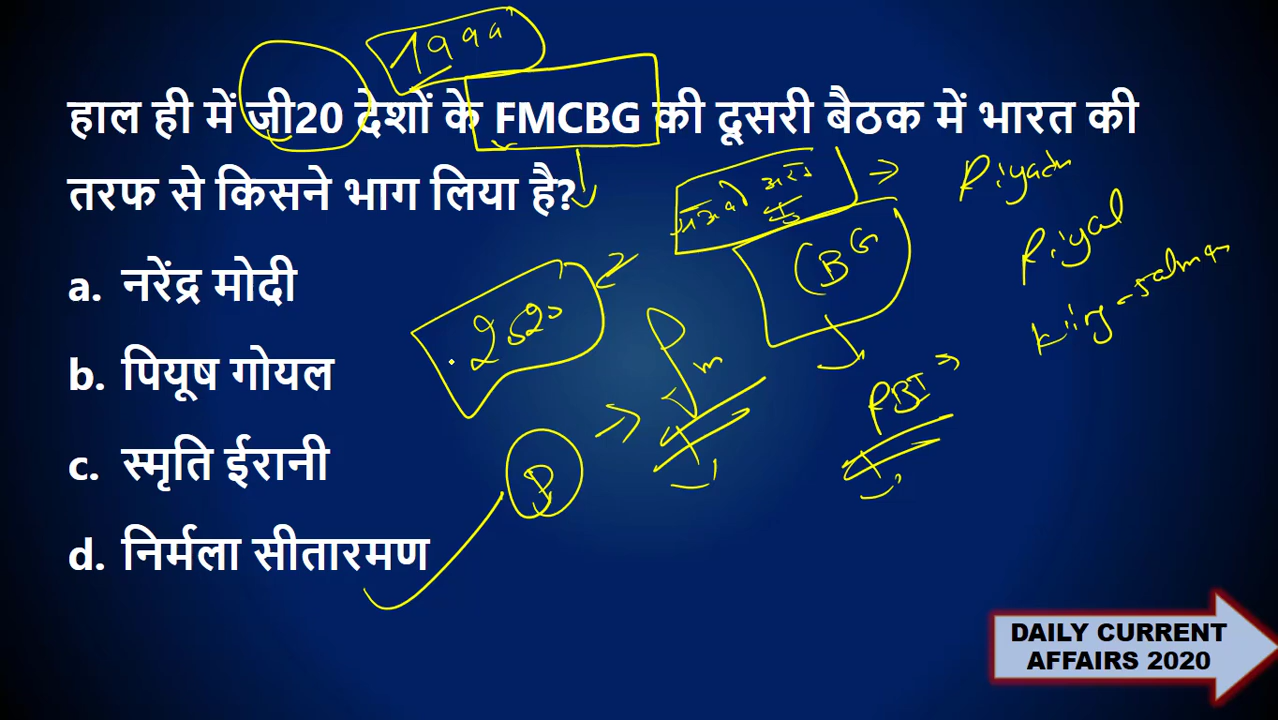 1999
हाल ही में जी20 देशों के FMCBG की दूसरी बैठक में भारत की
तरफ से किसने भाग लिया है?
Riyadh
Riyal
CBG
King-salman
2020
RBI
a. नरेंद्र मोदी
b. पियूष गोयल
c. स्मृति ईरानी
d. निर्मला सीतारमण
DAILY CURRENT
AFFAIRS 2020